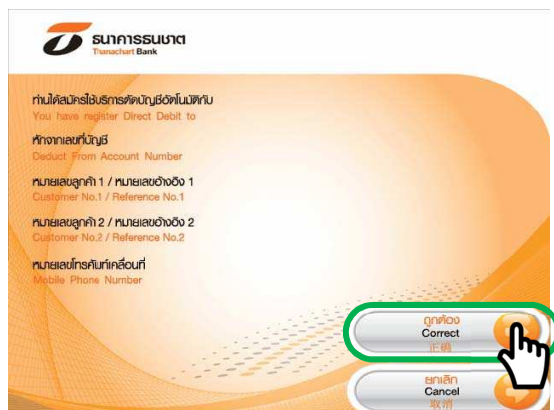 ธนาคารธนชาต
Thanachart Bank
ท่านได้สมัครใช้บริการตัดบัญชีอัตโนมัติกับ
You have register Direct Debit to
หักจากเลขที่บัญชี
Deduct From Account Number
หมายเลขลูกค้า 1 / หมายเลขอ้างอิง 1
Customer No.1 / Reference No.1
หมายเลขลูกค้า 2 / หมายเลขอ้างอิง 2
Customer No.2 / Reference No.2
หมายเลขโทรศัพท์เคลื่อนที่
Mobile Phone Number
ถูกต้อง
Correct
正确
ยกเลิก
Cancel
取消